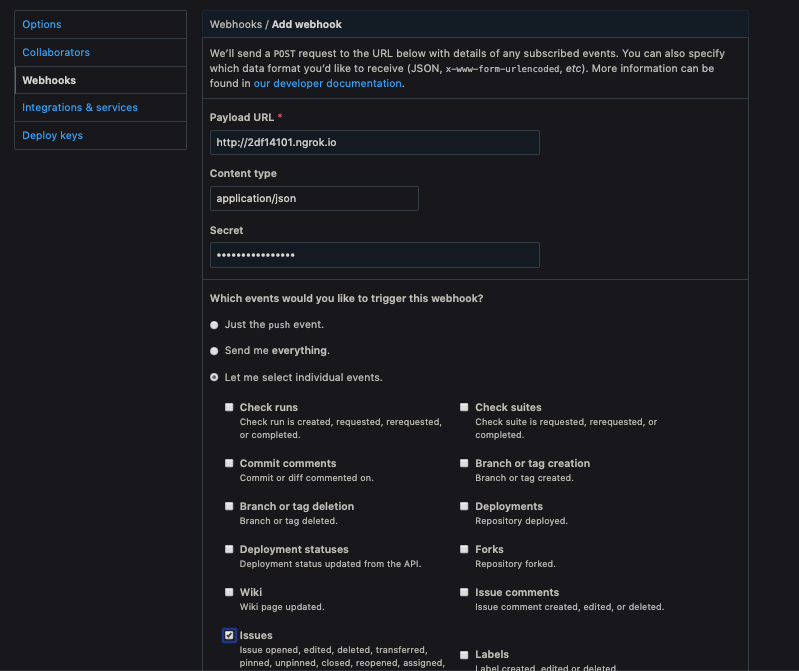 Options
Collaborators
Webhooks
Integrations & services
Deploy keys
Webhooks / Add webhook
We'll send a POST request to the URL below with details of any subscribed events. You can also specify
which data format you'd like to receive (JSON, x-www-form-urlencoded, etc). More information can be
found in our developer documentation.
Payload URL *
http://2df14101.ngrok.io
Content type
application/json
Secret
••••••••••••••••
Which events would you like to trigger this webhook?
Just the push event.
Send me everything.
Let me select individual events.
Check runs
Check run is created, requested, rerequested,
or completed.
Check suites
Check suite is requested, rerequested, or
completed.
Commit comments
Commit or diff commented on.
Branch or tag creation
Branch or tag created.
Branch or tag deletion
Branch or tag deleted.
Deployments
Repository deployed.
Deployment statuses
Deployment status updated from the API.
Forks
Repository forked.
Wiki
Wiki page updated.
Issue comments
Issue comment created, edited, or deleted.
Issues
Issue opened, edited, deleted, transferred,
pinned, unpinned, closed, reopened, assigned,
Labels
Label created, edited or deleted.